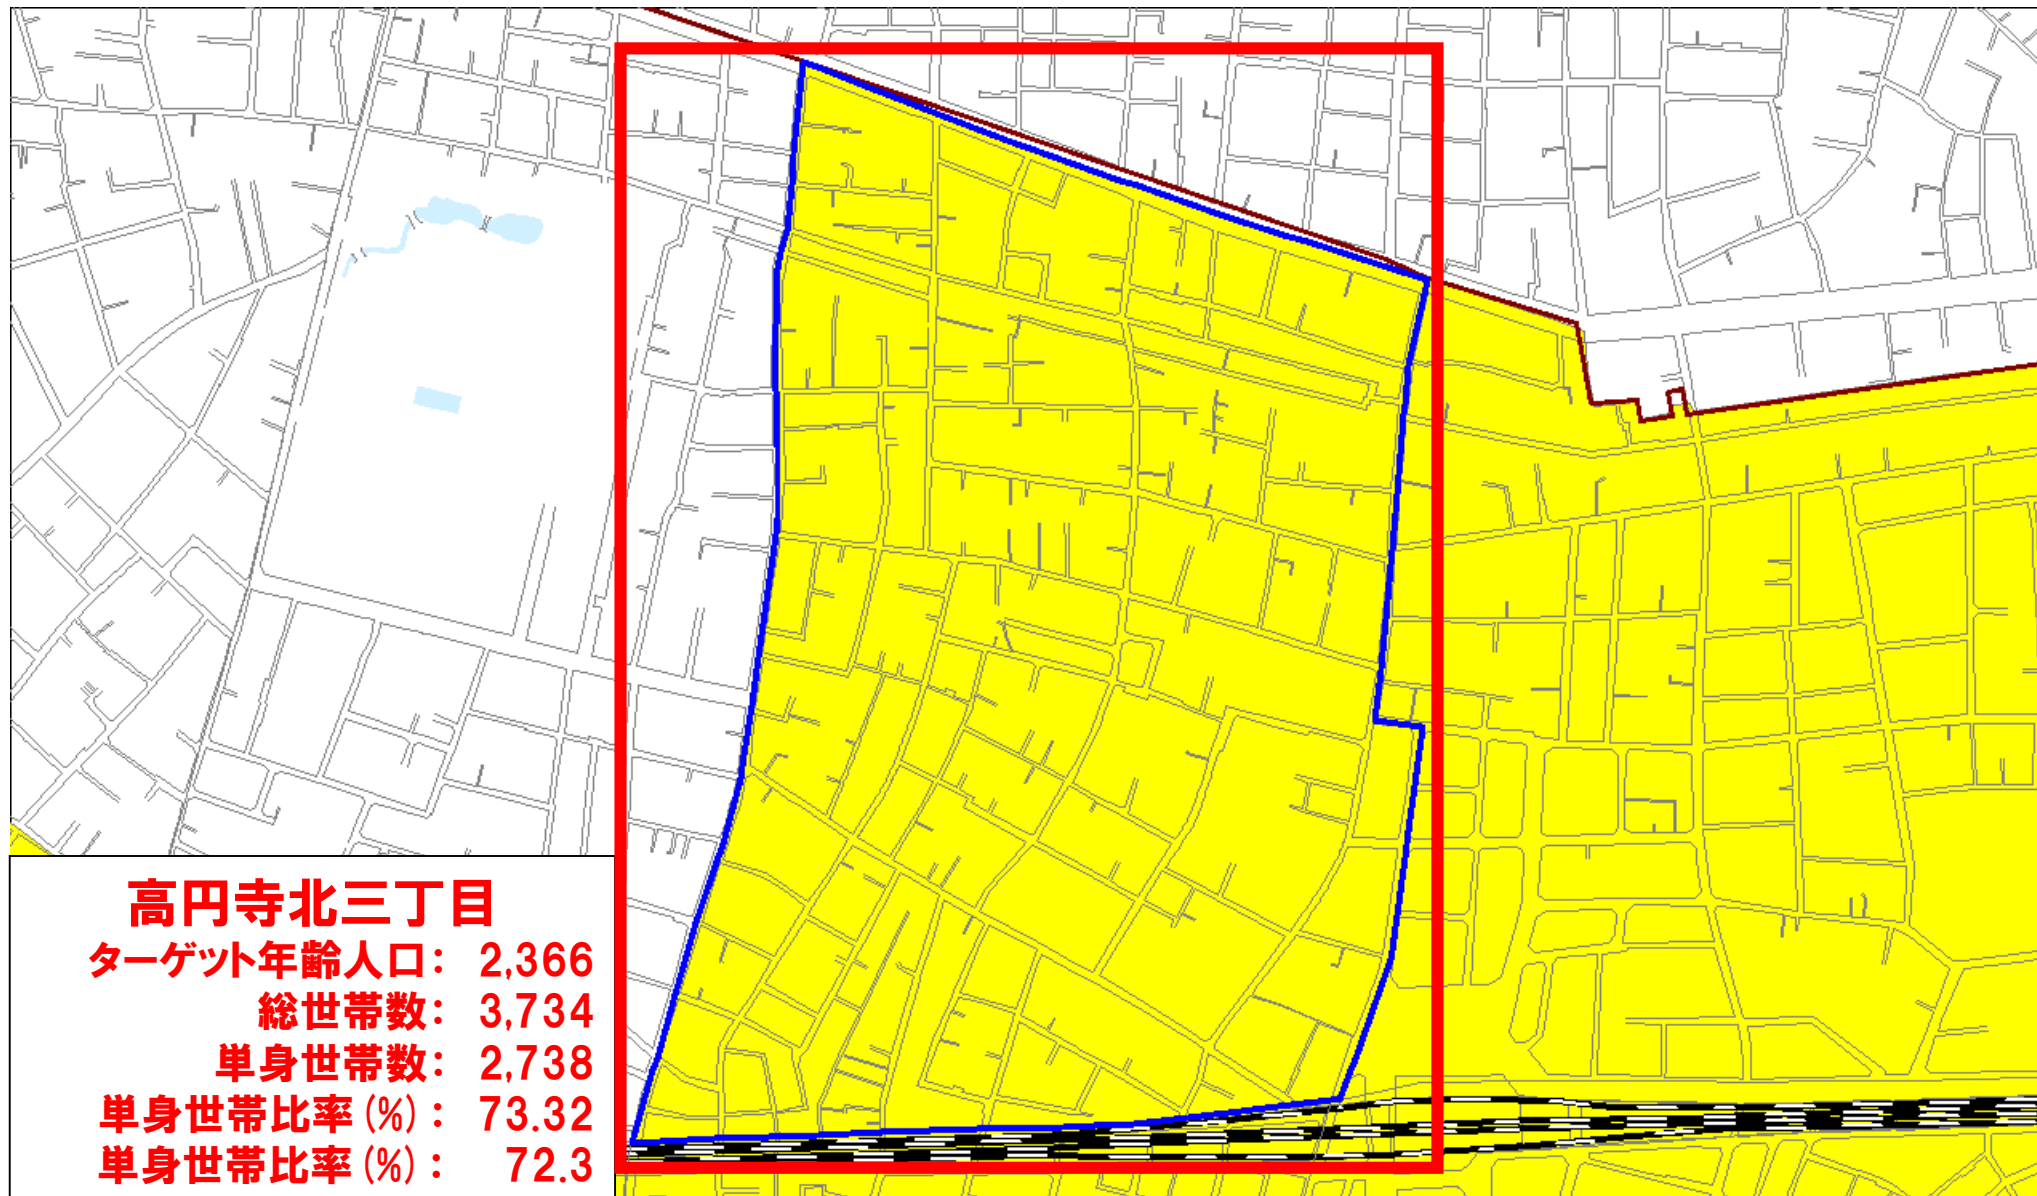 高円寺北三丁目
ターゲット年齢人口： 2,366
総世帯数： 3,734
単身世帯数： 2,738
単身世帯比率(%)： 73.32
単身世帯比率(%)： 72.3